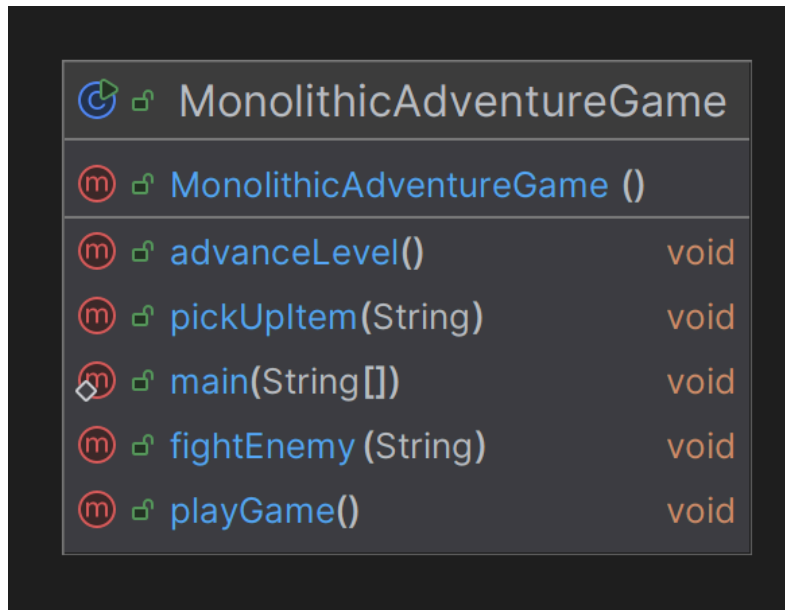 MonolithicAdventureGame
m MonolithicAdventureGame ()
m advanceLevel() void
m pickUpItem(String) void
m main(String[]) void
m fightEnemy (String) void
m playGame() void